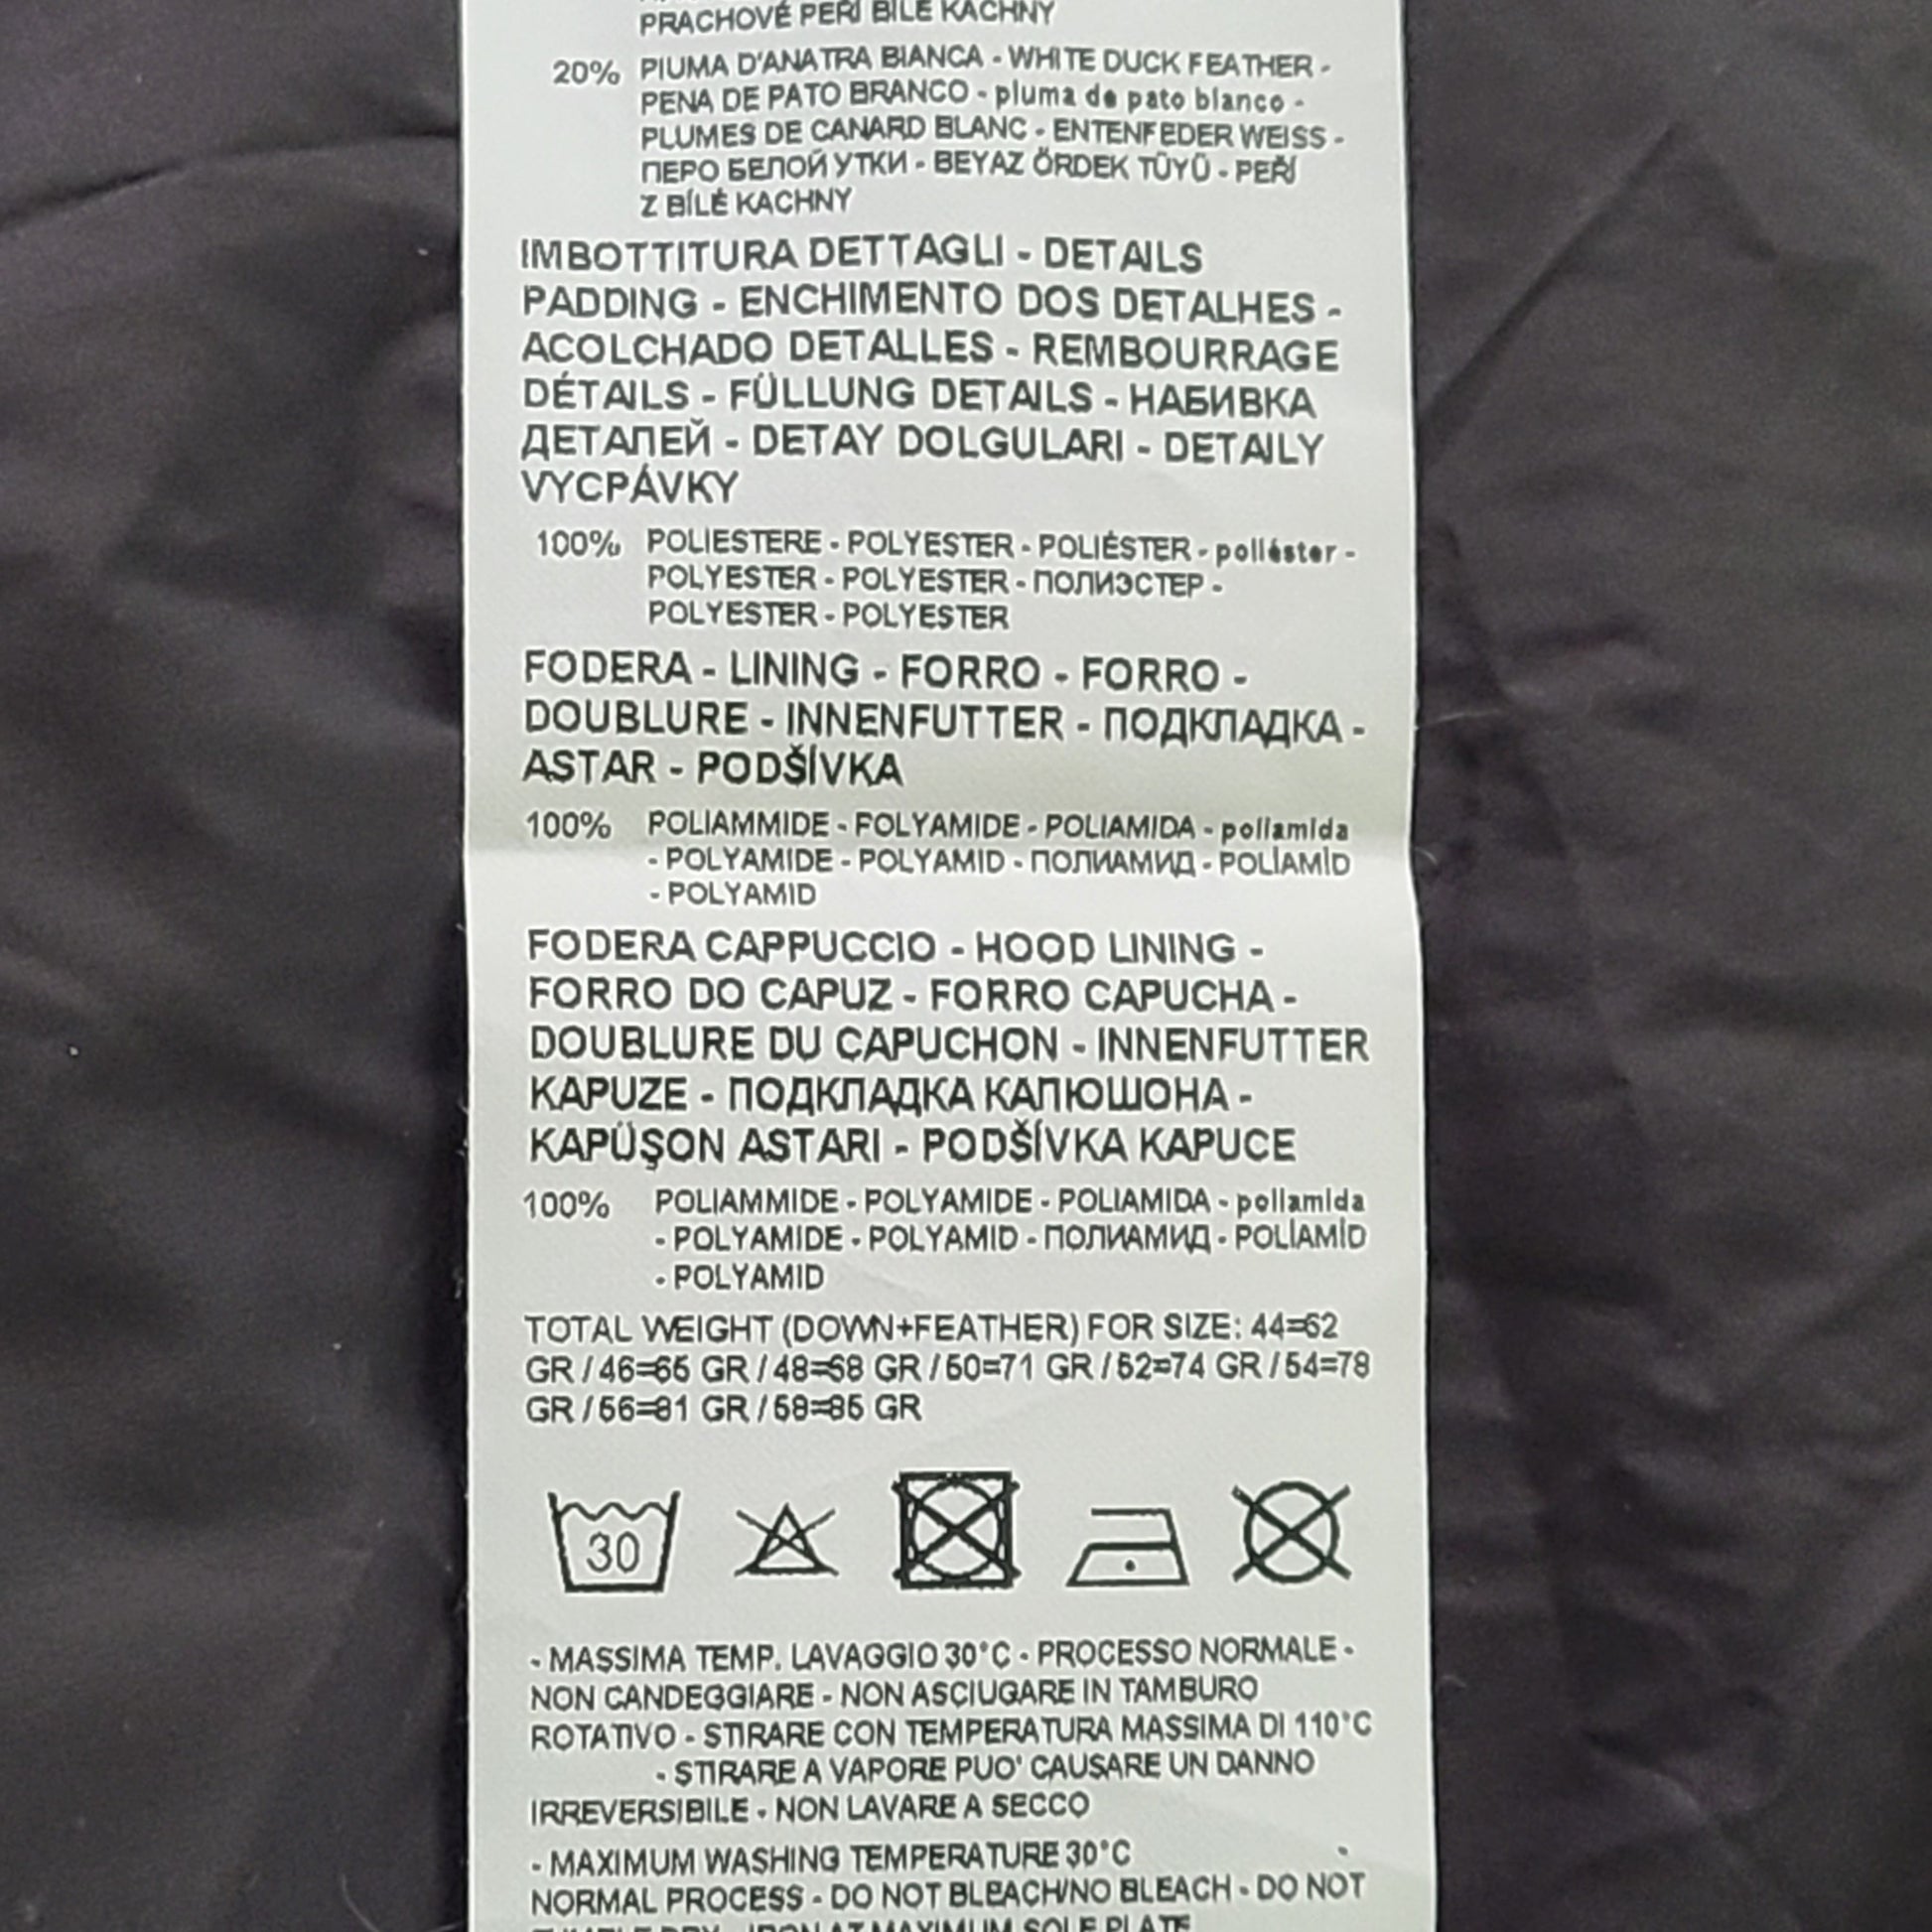 PRACHOVÉ PEŘÍ BÍLÉ KACHNY
20% PIUMA D'ANATRA BIANCA - WHITE DUCK FEATHER -
PENA DE PATO BRANCO - pluma de pato blanco -
PLUMES DE CANARD BLANC - ENTENFEDER WEISS -
ПЕРО БЕЛОЙ УТКИ - BEYAZ ÖRDEK TÜYÜ - PEŘÍ
Z BÍLÉ KACHNY
IMBOTTITURA DETTAGLI - DETAILS
PADDING - ENCHIMENTO DOS DETALHES -
ACOLCHADO DETALLES - REMBOURRAGE
DÉTAILS - FÜLLUNG DETAILS - НАБИВКА
ДЕТАЛЕЙ - DETAY DOLGULARI - DETAILY
VYCPÁVKY
100% POLIESTERE - POLYESTER - POLIÉSTER - poliéster -
POLYESTER - POLYESTER - ПОЛИЭСТЕР -
POLYESTER - POLYESTER
FODERA - LINING - FORRO - FORRO -
DOUBLURE - INNENFUTTER - ПОДКЛАДКА -
ASTAR - PODŠÍVKA
100% POLIAMMIDE - FOLYAMIDE - POLIAMIDA - poliamida
- POLYAMIDE - POLYAMID - ПОЛИАМИД - POLİAMİD
- POLYAMID
FODERA CAPPUCCIO - HOOD LINING -
FORRO DO CAPUZ - FORRO CAPUCHA -
DOUBLURE DU CAPUCHON - INNENFUTTER
KAPUZE - ПОДКЛАДКА КАПЮШОНА -
KAPÜŞON ASTARI - PODŠÍVKA KAPUCE
100% POLIAMMIDE - POLYAMIDE - POLIAMIDA - poliamida
- POLYAMIDE - POLYAMID - ПОЛИАМИД - POLİAMİD
- POLYAMID
TOTAL WEIGHT (DOWN+FEATHER) FOR SIZE: 44=62
GR / 46=65 GR / 48=68 GR / 50=71 GR / 52=74 GR / 54=78
GR / 56=81 GR / 58=85 GR
30
- MASSIMA TEMP. LAVAGGIO 30°C - PROCESSO NORMALE -
NON CANDEGGIARE - NON ASCIUGARE IN TAMBURO
ROTATIVO - STIRARE CON TEMPERATURA MASSIMA DI 110°C
- STIRARE A VAPORE PUO' CAUSARE UN DANNO
IRREVERSIBILE - NON LAVARE A SECCO
- MAXIMUM WASHING TEMPERATURE 30°C
NORMAL PROCESS - DO NOT BLEACH/NO BLEACH - DO NOT
TUMBLE DRY - IRON AT MAXIMUM SOLE PLATE